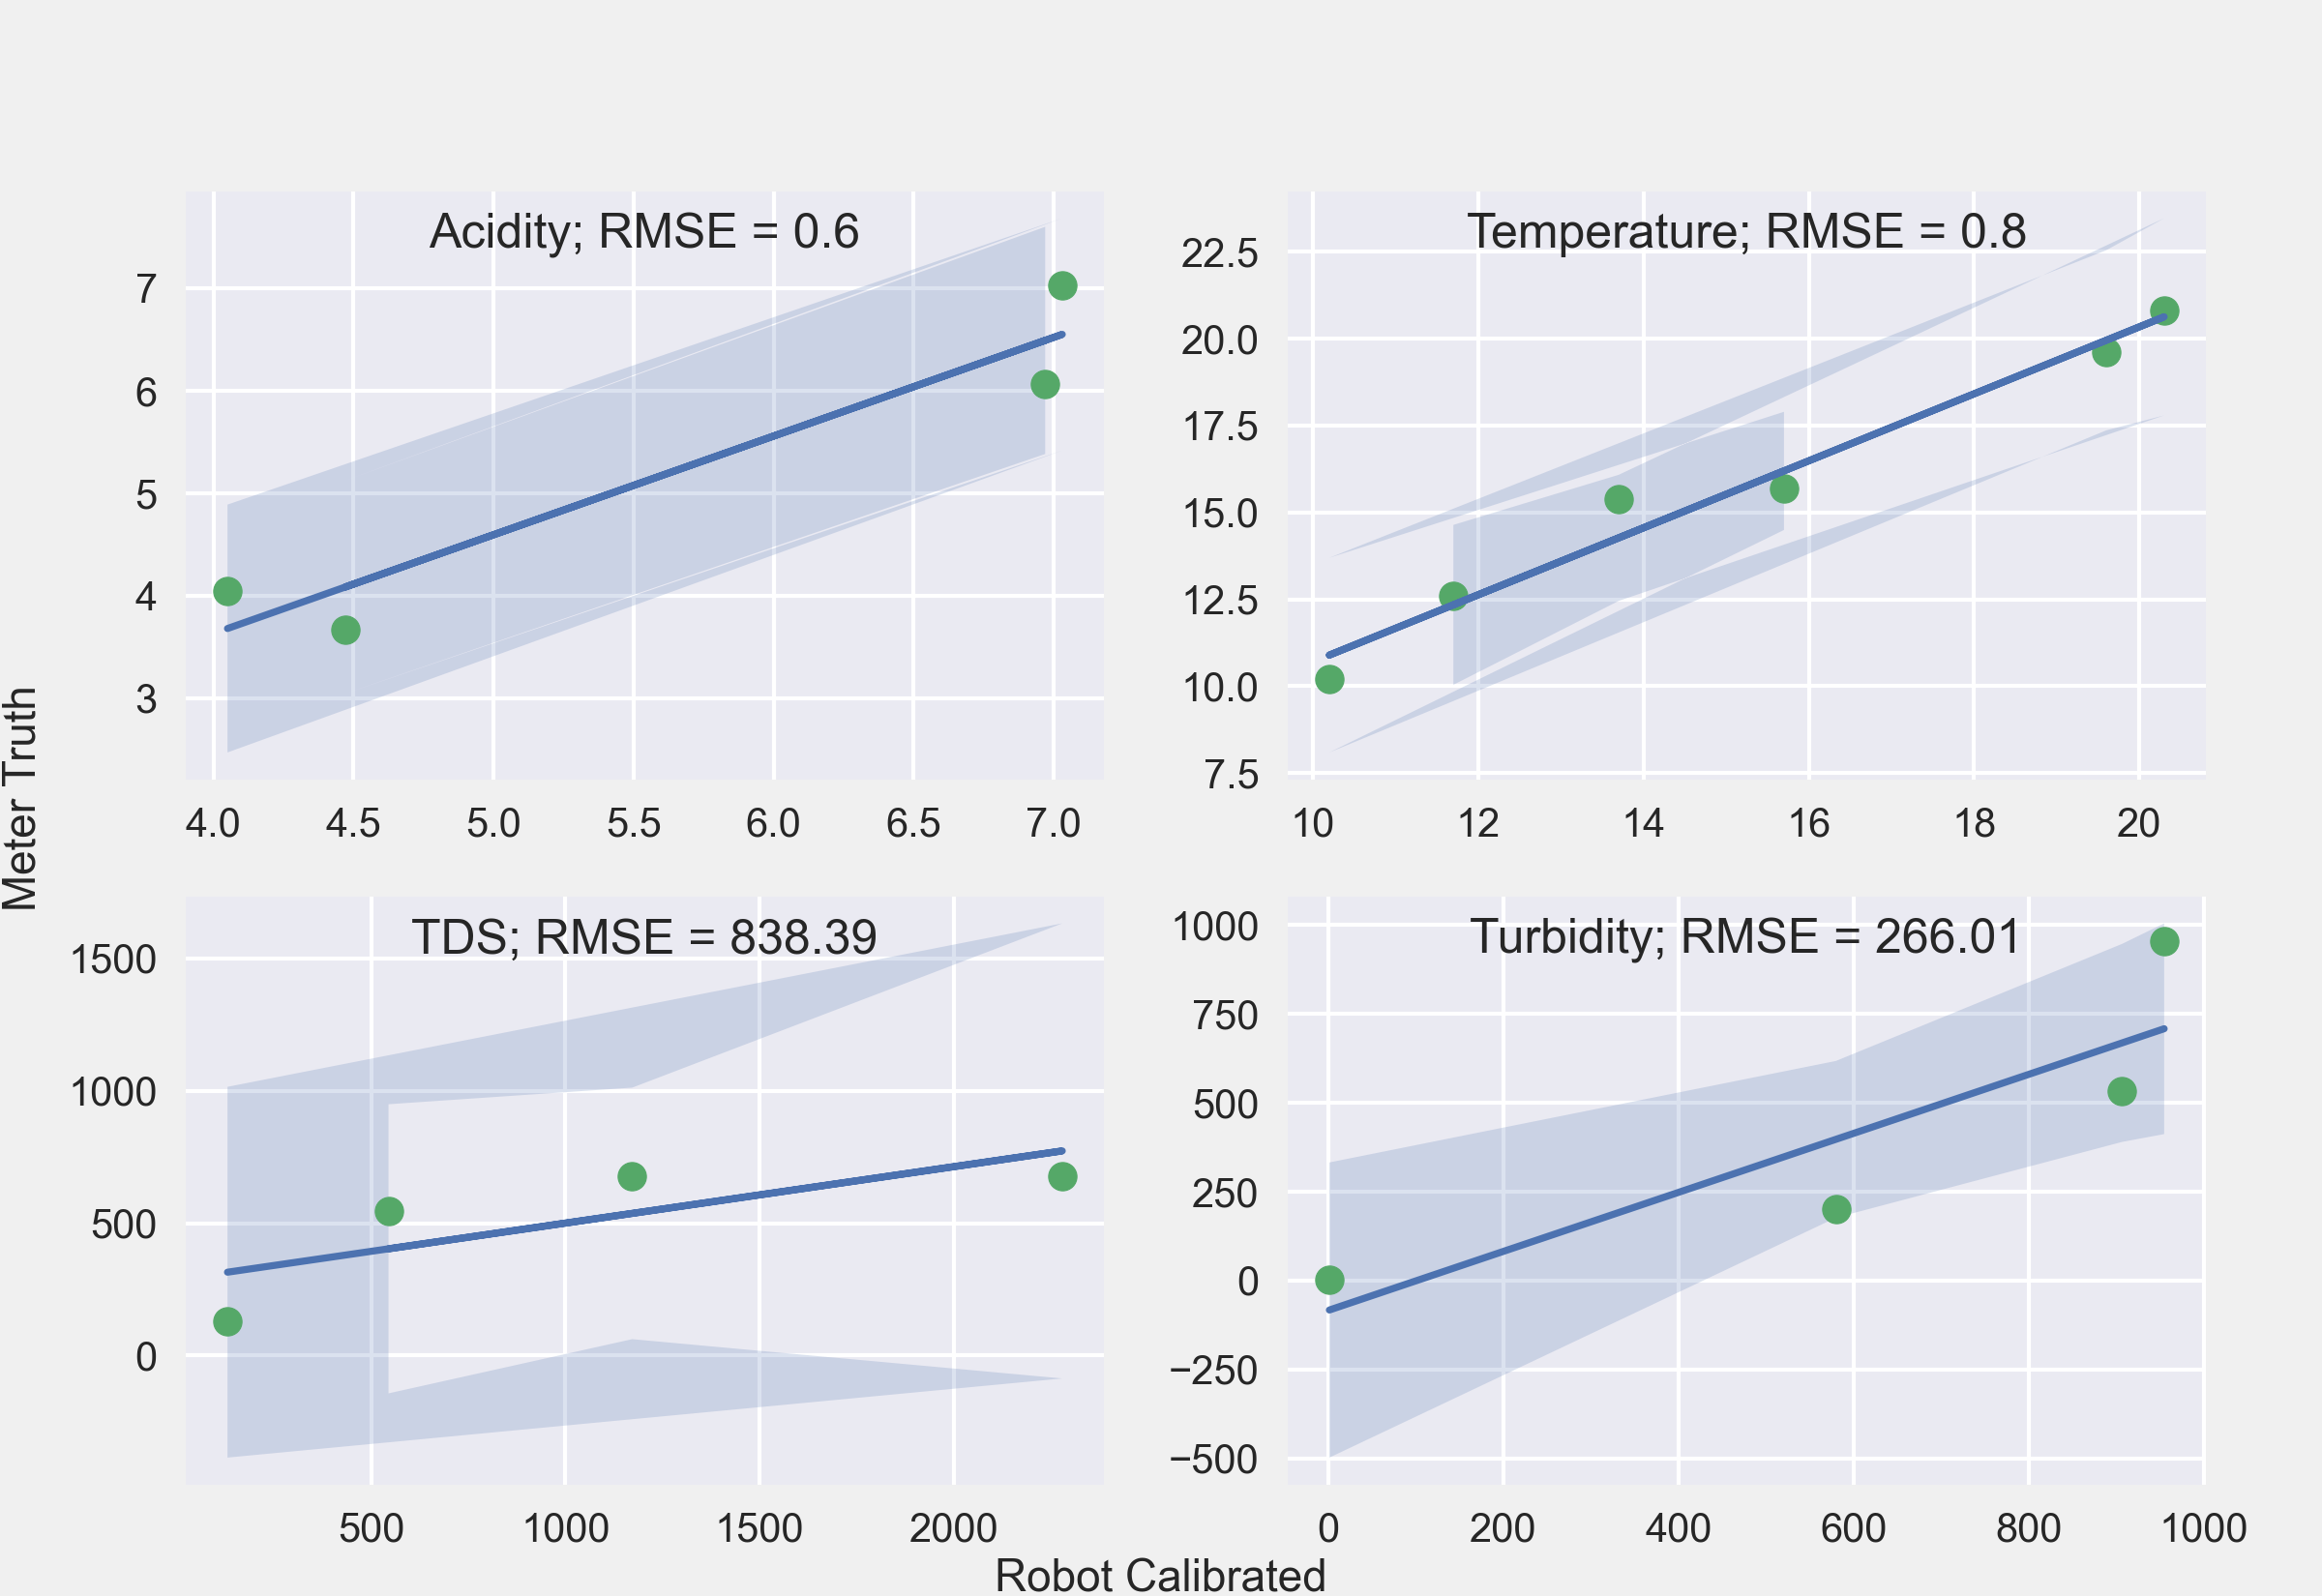 Acidity; RMSE = 0.6
7
6
5
4
3
4.0 4.5 5.0 5.5 6.0 6.5 7.0
Temperature; RMSE = 0.8
22.5
20.0
17.5
15.0
12.5
10.0
7.5
10 12 14 16 18 20
Meter Truth
TDS; RMSE = 838.39
1500
1000
500
0
500 1000 1500 2000
Turbidity; RMSE = 266.01
1000
750
500
250
0
−250
−500
0 200 400 600 800 1000
Robot Calibrated